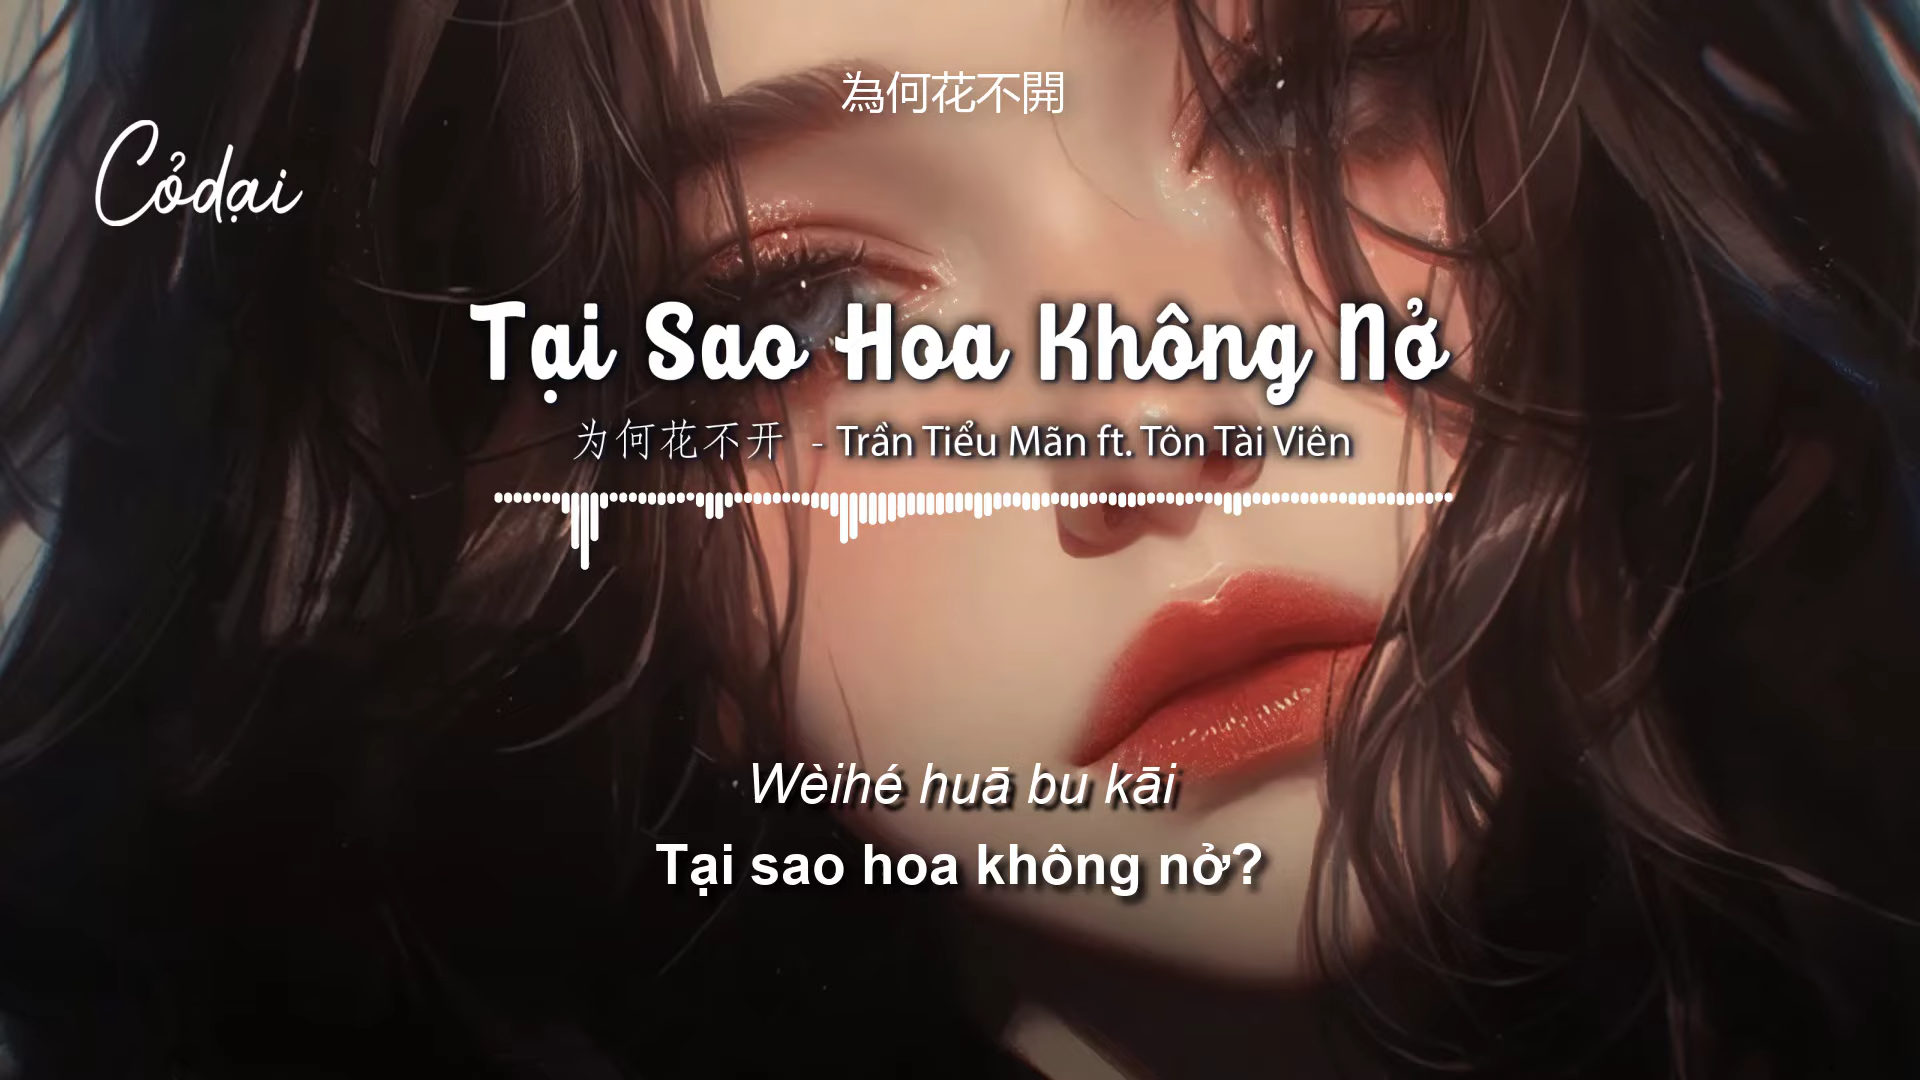 為何花不開
Cỏdại
Tại Sao Hoa Không Nở
为何花不开 - Trần Tiểu Mãn ft. Tôn Tài Viên
Wèihé huā bu kāi
Tại sao hoa không nở?